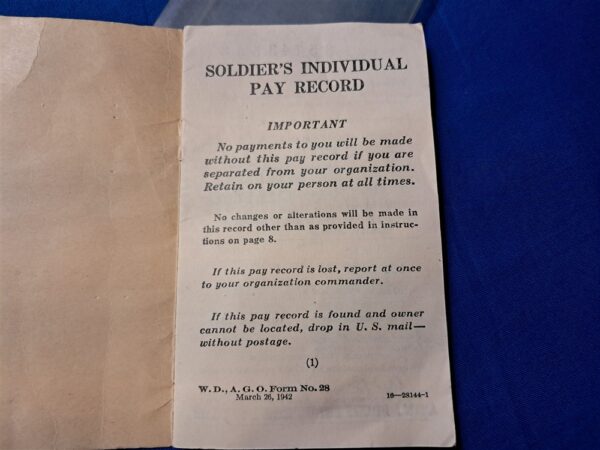 SOLDIER'S INDIVIDUAL
PAY RECORD
IMPORTANT
No payments to you will be made
without this pay record if you are
separated from your organization.
Retain on your person at all times.
No changes or alterations will be made in
this record other than as provided in instruc-
tions on page 8.
If this pay record is lost, report at once
to your organization commander.
If this pay record is found and owner
cannot be located, drop in U. S. mail—
without postage.
(1)
W. D., A. G. O. Form No. 28
March 26, 1942
16—28144-1